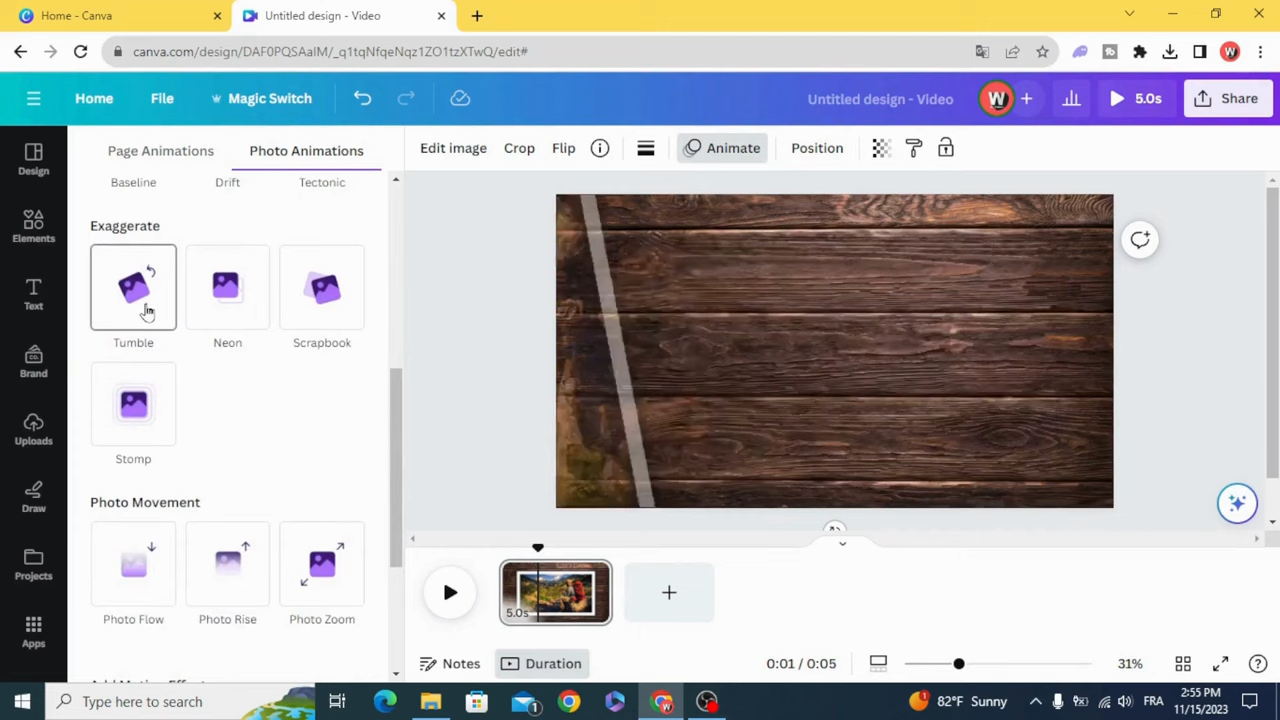 Home - Canva
Untitled design - Video
canva.com/design/DAF0PQSAaIM/_q1tqNfqeNqz1ZO1tzXTwQ/edit#
W
Home
File
Magic Switch
Untitled design - Video
W
5.0s
Share
Design
Elements
Text
Brand
Uploads
Draw
Projects
Apps
Page Animations
Photo Animations
Baseline
Drift
Tectonic
Exaggerate
Tumble
Neon
Scrapbook
Stomp
Photo Movement
Photo Flow
Photo Rise
Photo Zoom
Edit image
Crop
Flip
Animate
Position
5.0s
Notes
Duration
0:01 / 0:05
31%
Type here to search
82°F Sunny
FRA
2:55 PM
11/15/2023